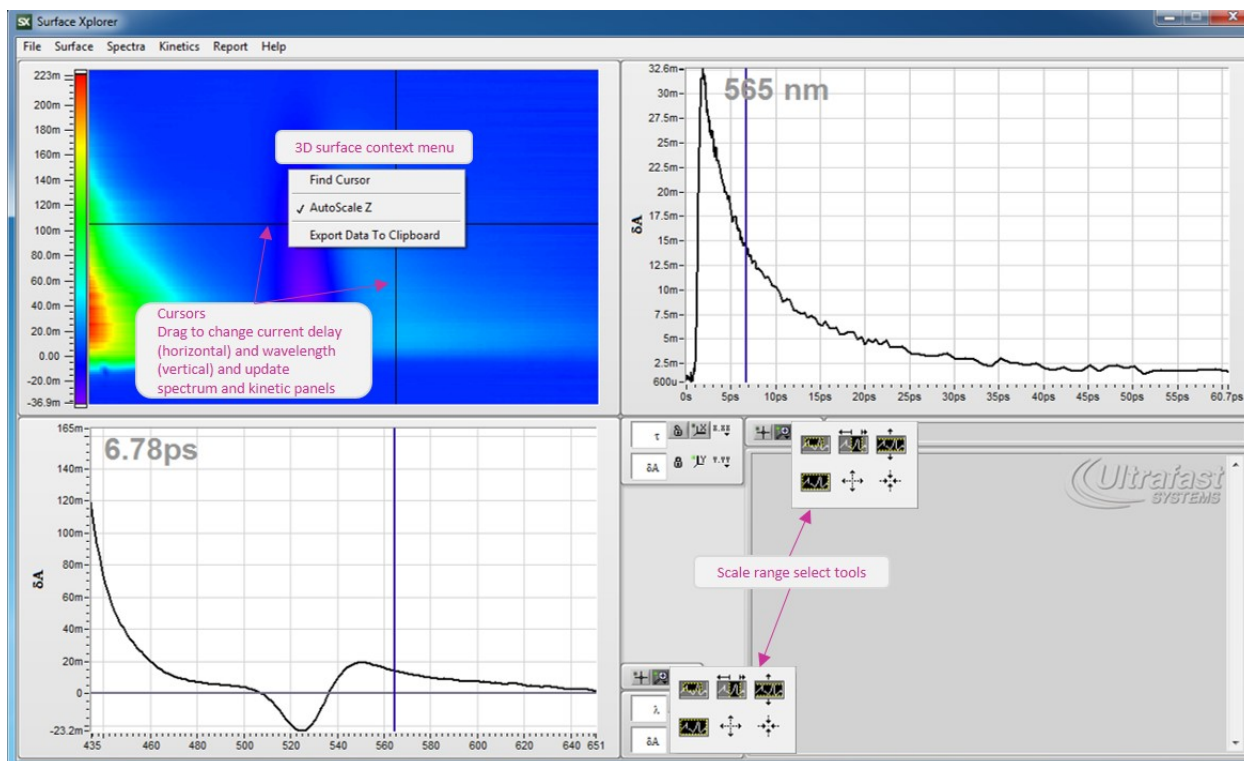 SX Surface Xplorer
File Surface Spectra Kinetics Report Help
223m
200m
180m
160m
140m
120m
100m
80.0m
60.0m
40.0m
20.0m
0.00
-20.0m
-36.9m
3D surface context menu
Find Cursor
✓ AutoScale Z
Export Data To Clipboard
Cursors
Drag to change current delay
(horizontal) and wavelength
(vertical) and update
spectrum and kinetic panels
565 nm
δA
32.6m
30m
27.5m
25m
22.5m
20m
17.5m
15m
12.5m
10m
7.5m
5m
2.5m
600u
0s 5ps 10ps 15ps 20ps 25ps 30ps 35ps 40ps 45ps 50ps 55ps 60.7ps
6.78ps
δA
165m
140m
120m
100m
80m
60m
40m
20m
0
-23.2m
435 460 480 500 520 540 560 580 600 620 640 651
τ X X.XX
δA Y Y.YY
Ultrafast
SYSTEMS
Scale range select tools
λ
δA